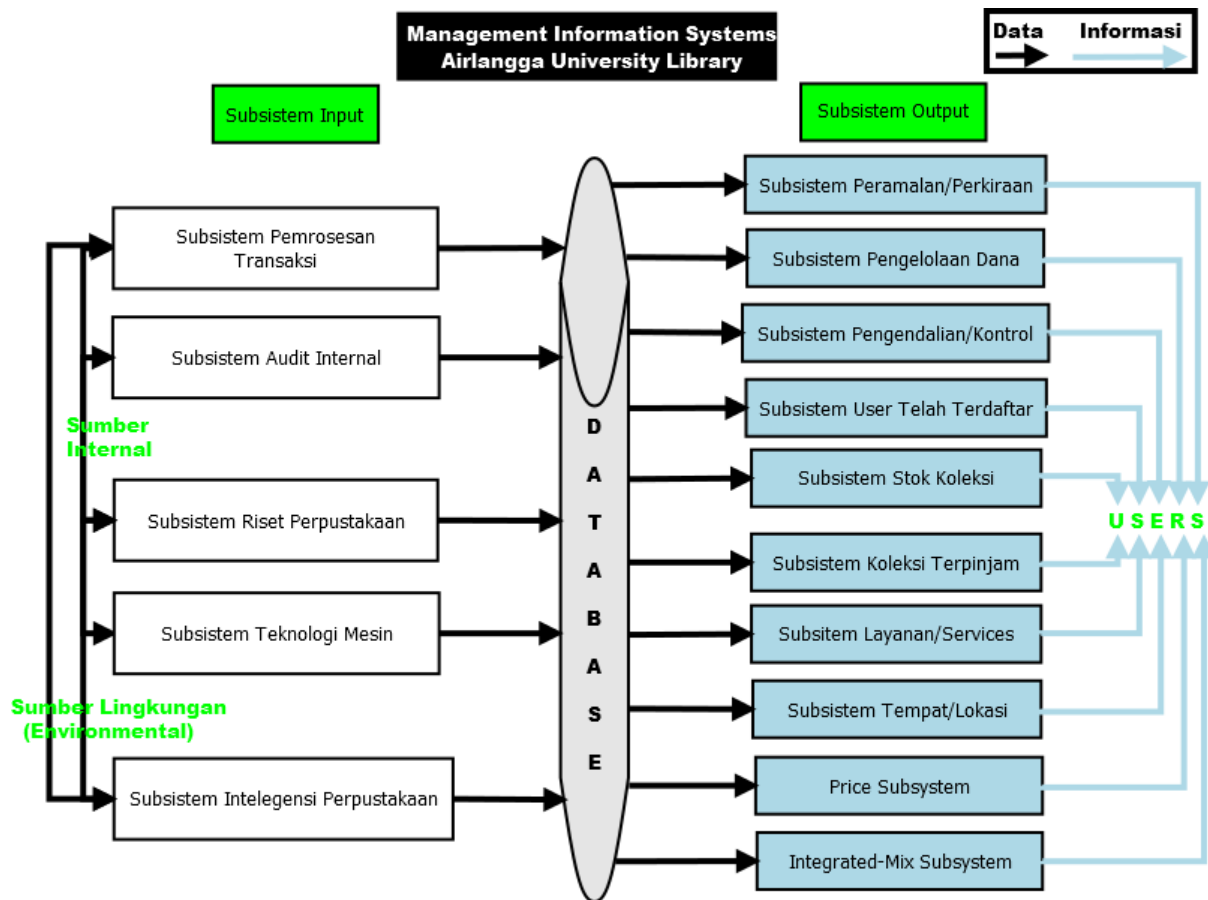 Management Information Systems
Airlangga University Library
Data Informasi
Subsistem Input
Subsistem Output
Subsistem Pemrosesan
Transaksi
Subsistem Audit Internal
Sumber
Internal
Subsistem Riset Perpustakaan
Subsistem Teknologi Mesin
Sumber Lingkungan
(Environmental)
Subsistem Intelegensi Perpustakaan
D
A
T
A
B
A
S
E
Subsistem Peramalan/Perkiraan
Subsistem Pengelolaan Dana
Subsistem Pengendalian/Kontrol
Subsistem User Telah Terdaftar
Subsistem Stok Koleksi
Subsistem Koleksi Terpinjam
Subsitem Layanan/Services
Subsistem Tempat/Lokasi
Price Subsystem
Integrated-Mix Subsystem
U S E R S